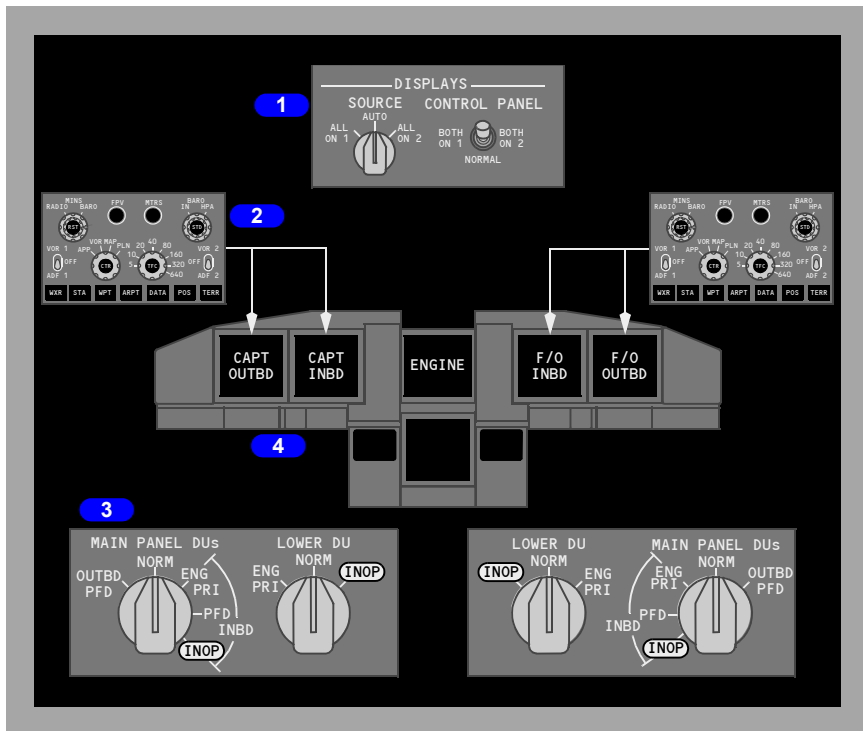 DISPLAYS
1
SOURCE
CONTROL PANEL
AUTO
ALL
ON 1
ALL
ON 2
BOTH
ON 1
BOTH
ON 2
NORMAL
2
MINS
RADIO
BARO
RST
FPV
MTRS
BARO
IN
HPA
STD
VOR 1
OFF
ADF 1
APP
VOR
MAP
PLN
CTR
5
10
20
40
80
160
320
640
TFC
VOR 2
OFF
ADF 2
WXR
STA
WPT
ARPT
DATA
POS
TERR
MINS
RADIO
BARO
RST
FPV
MTRS
BARO
IN
HPA
STD
VOR 1
OFF
ADF 1
APP
VOR
MAP
PLN
CTR
5
10
20
40
80
160
320
640
TFC
VOR 2
OFF
ADF 2
WXR
STA
WPT
ARPT
DATA
POS
TERR
CAPT
OUTBD
CAPT
INBD
ENGINE
F/O
INBD
F/O
OUTBD
4
3
MAIN PANEL DUs
OUTBD
PFD
NORM
ENG
PRI
PFD
INBD
INOP
LOWER DU
ENG
PRI
NORM
INOP
LOWER DU
INOP
NORM
ENG
PRI
MAIN PANEL DUs
ENG
PRI
NORM
OUTBD
PFD
PFD
INBD
INOP